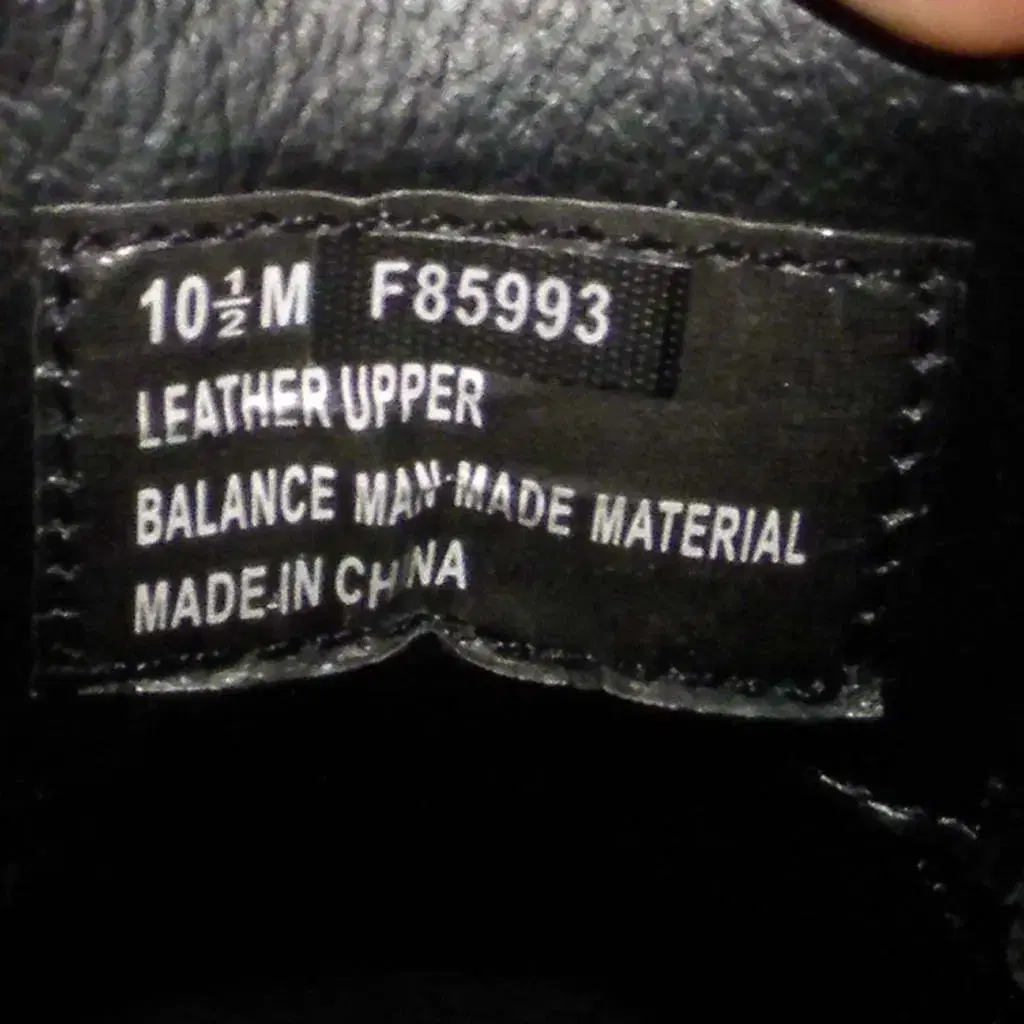 10½M F85993
LEATHER UPPER
BALANCE MAN-MADE MATERIAL
MADE IN CHINA